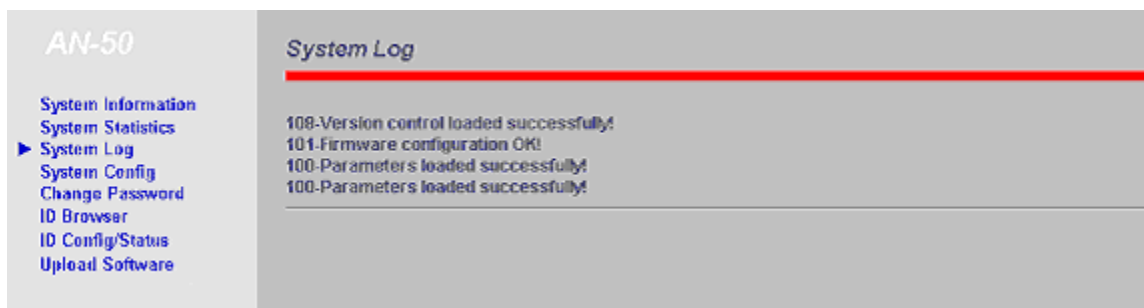 AN-50
System Information
System Statistics
System Log
System Config
Change Password
ID Browser
ID Config/Status
Upload Software
System Log
108-Version control loaded successfully!
101-Firmware configuration OK!
100-Parameters loaded successfully!
100-Parameters loaded successfully!